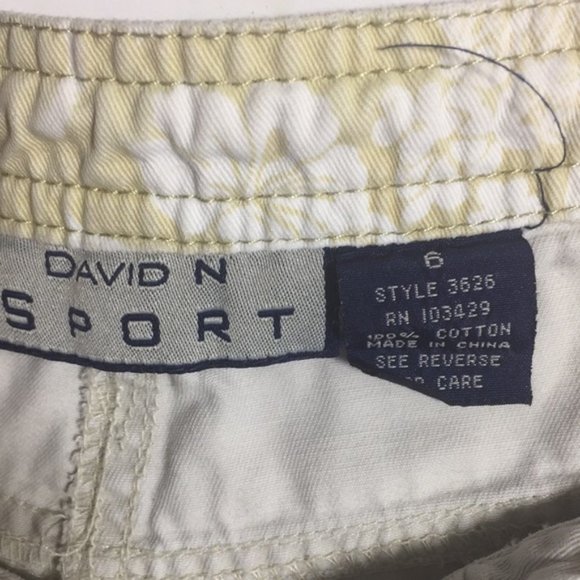 DAVID N
SPORT
6
STYLE 3626
RN 103429
100% COTTON
MADE IN CHINA
SEE REVERSE
CARE